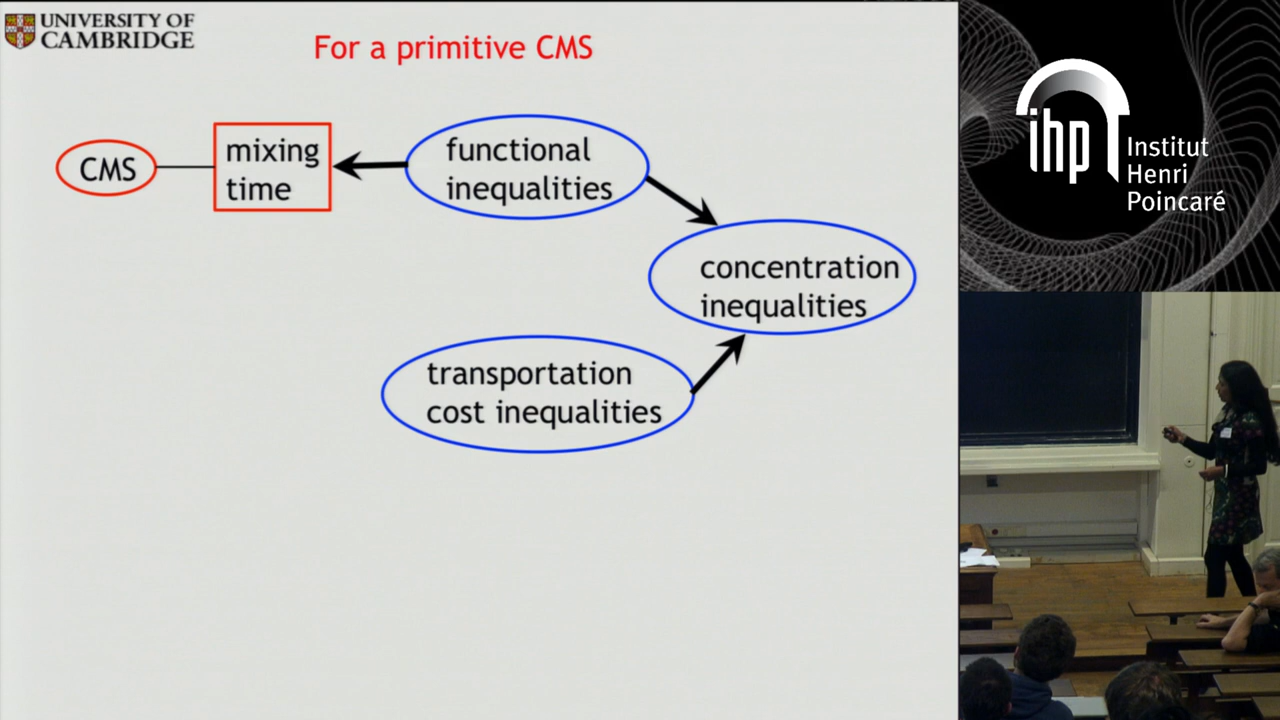 UNIVERSITY OF
CAMBRIDGE
For a primitive CMS
CMS
mixing
time
functional
inequalities
concentration
inequalities
transportation
cost inequalities
ihp
Institut
Henri
Poincaré